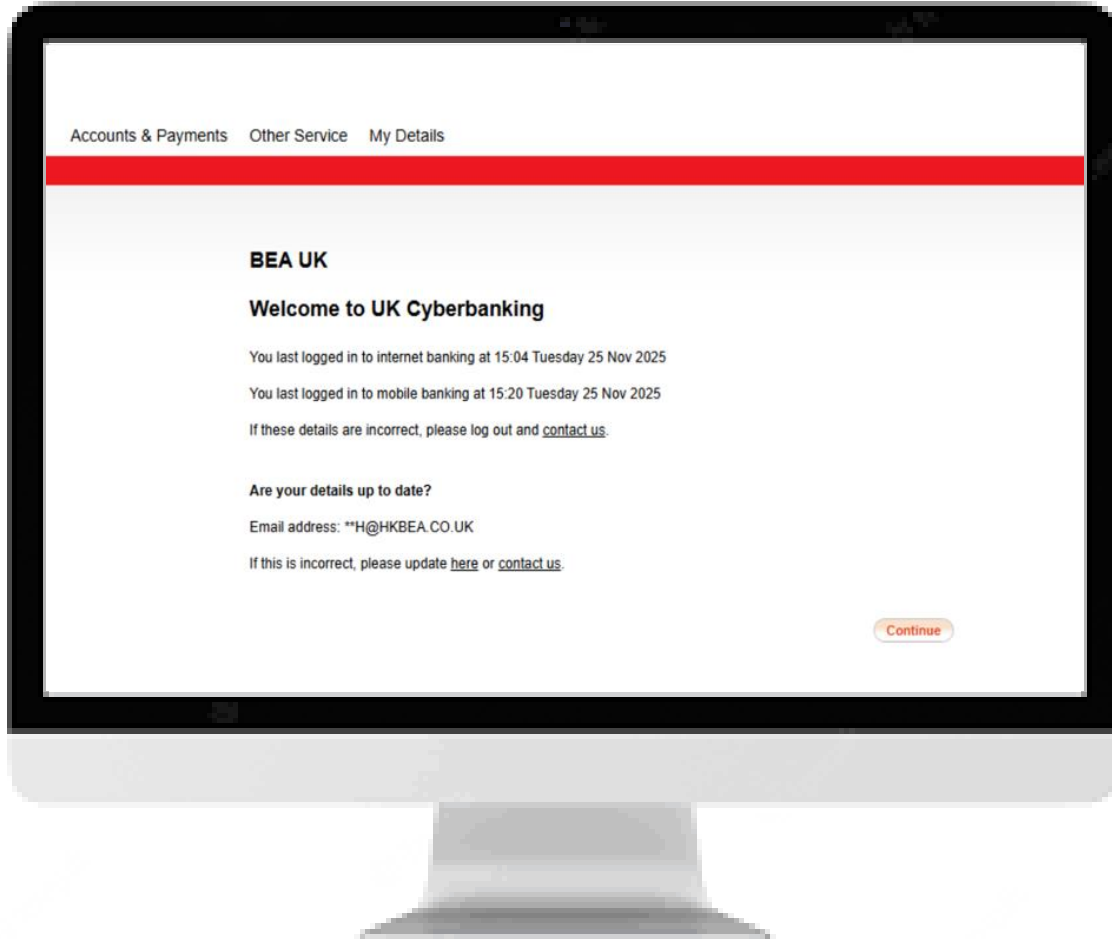 Accounts & Payments Other Service My Details
BEA UK
Welcome to UK Cyberbanking
You last logged in to internet banking at 15:04 Tuesday 25 Nov 2025
You last logged in to mobile banking at 15:20 Tuesday 25 Nov 2025
If these details are incorrect, please log out and contact us.
Are your details up to date?
Email address: **H@HKBEA.CO.UK
If this is incorrect, please update here or contact us.
Continue